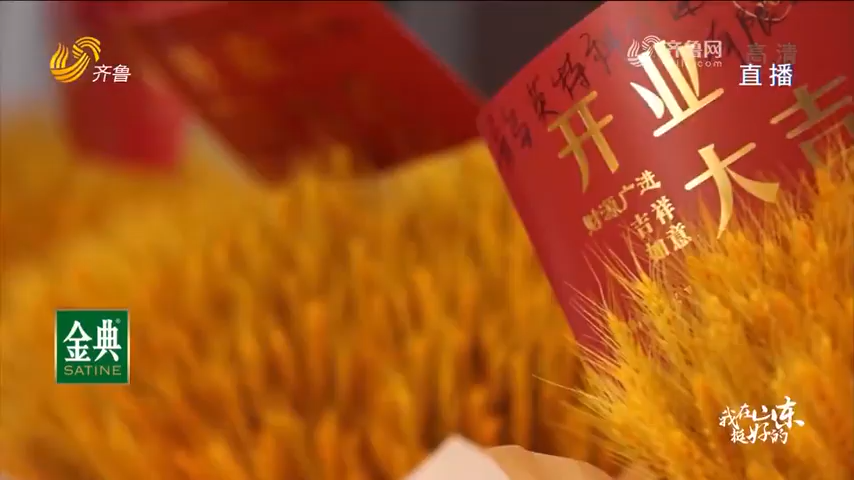 齐鲁
齐鲁网
高清
直播
开业大吉
财源广进
吉祥
如意
金典®
SATINE
我在山东
挺好的